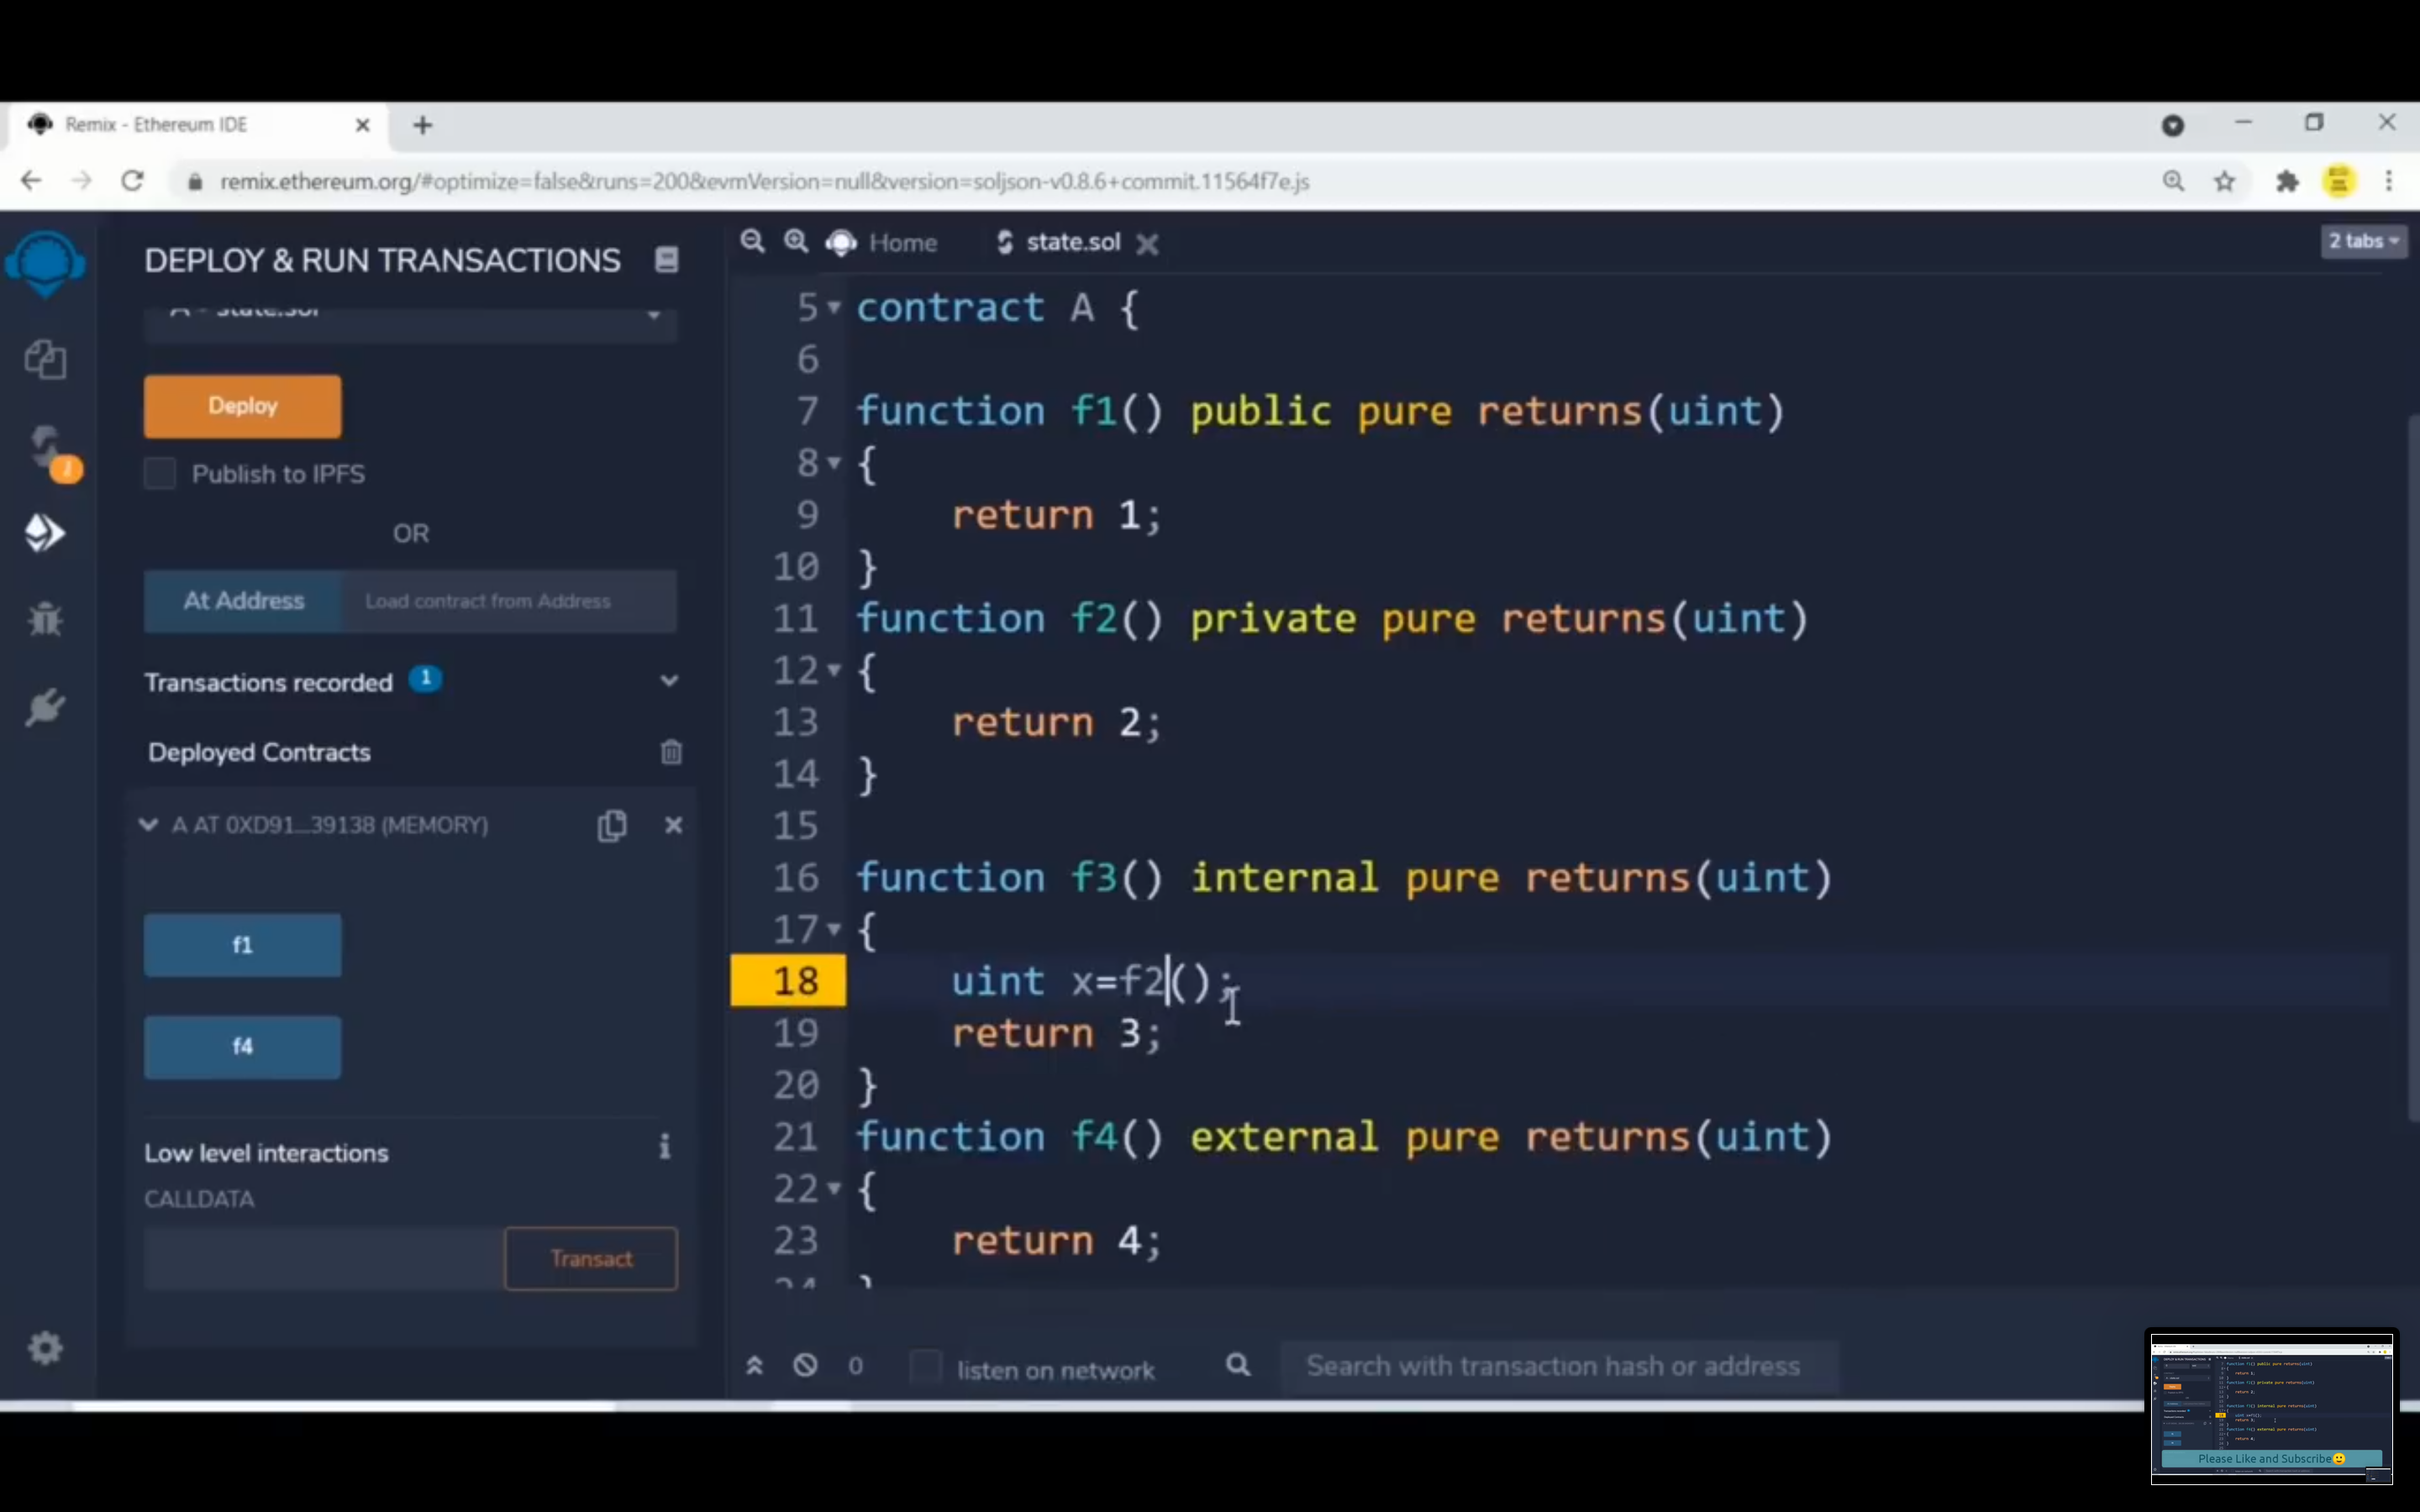 Remix - Ethereum IDE
remix.ethereum.org/#optimize=false&runs=200&evmVersion=null&version=soljson-v0.8.6+commit.11564f7e.js
DEPLOY & RUN TRANSACTIONS
A - state.sol
Deploy
Publish to IPFS
OR
At Address
Load contract from Address
Transactions recorded 1
Deployed Contracts
A AT 0XD91...39138 (MEMORY)
f1
f4
Low level interactions
CALLDATA
Transact
Home
state.sol
2 tabs
5 contract A {
6
7 function f1() public pure returns(uint)
8 {
9 return 1;
10 }
11 function f2() private pure returns(uint)
12 {
13 return 2;
14 }
15
16 function f3() internal pure returns(uint)
17 {
18 uint x=f2();
19 return 3;
20 }
21 function f4() external pure returns(uint)
22 {
23 return 4;
24 }
0
listen on network
Search with transaction hash or address
Please Like and Subscribe🙂